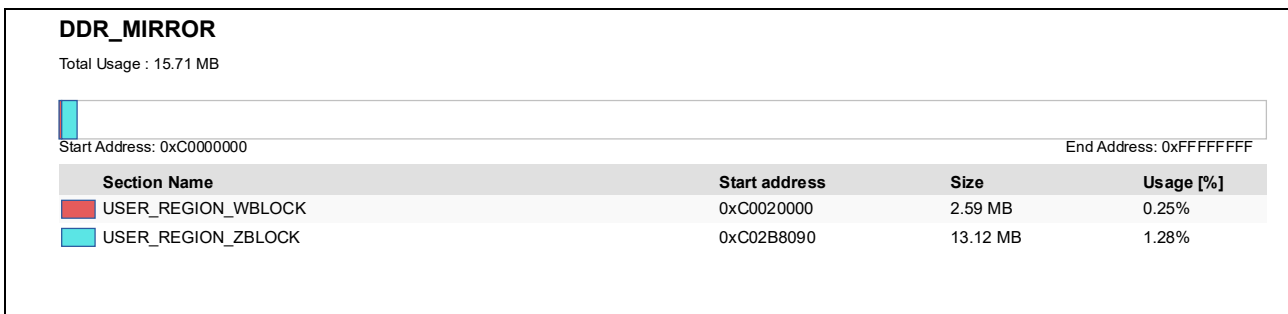 DDR_MIRROR
Total Usage : 15.71 MB
Start Address: 0xC0000000 End Address: 0xFFFFFFFF
Section Name Start address Size Usage [%]
USER_REGION_WBLOCK 0xC0020000 2.59 MB 0.25%
USER_REGION_ZBLOCK 0xC02B8090 13.12 MB 1.28%